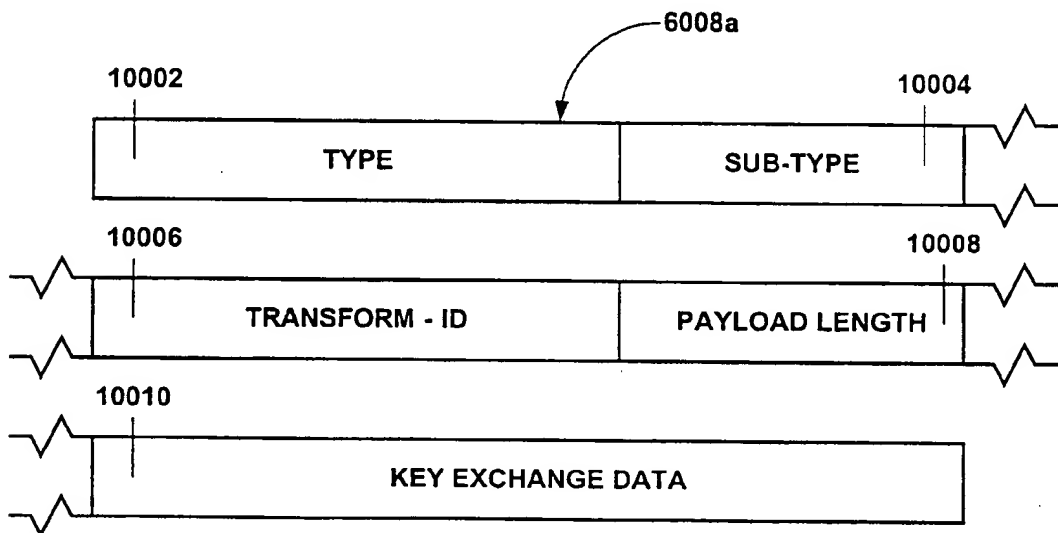 6008a
10002
10004
TYPE
SUB-TYPE
10006
10008
TRANSFORM - ID
PAYLOAD LENGTH
10010
KEY EXCHANGE DATA